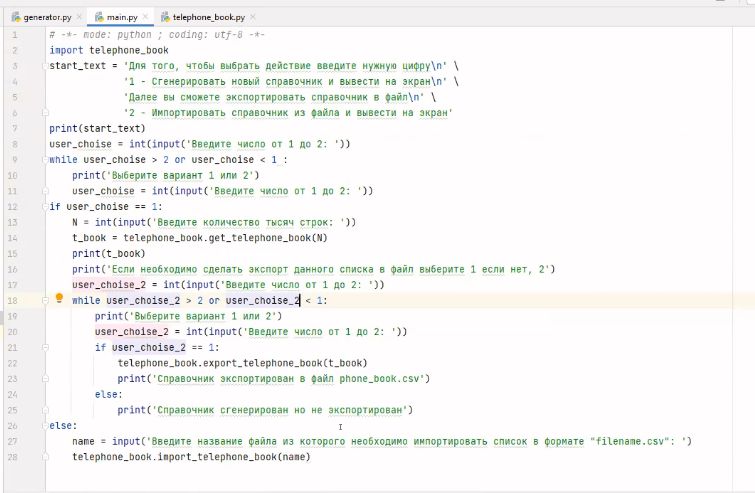 generator.py main.py telephone_book.py
1 # -*- mode: python ; coding: utf-8 -*-
2 import telephone_book
3 start_text = 'Для того, чтобы выбрать действие введите нужную цифру\n' \
4 '1 - Сгенерировать новый справочник и вывести на экран\n' \
5 'Далее вы сможете экспортировать справочник в файл\n' \
6 '2 - Импортировать справочник из файла и вывести на экран'
7 print(start_text)
8 user_choise = int(input('Введите число от 1 до 2: '))
9 while user_choise > 2 or user_choise < 1 :
10 print('Выберите вариант 1 или 2')
11 user_choise = int(input('Введите число от 1 до 2: '))
12 if user_choise == 1:
13 N = int(input('Введите количество тысяч строк: '))
14 t_book = telephone_book.get_telephone_book(N)
15 print(t_book)
16 print('Если необходимо сделать экспорт данного списка в файл выберите 1 если нет, 2')
17 user_choise_2 = int(input('Введите число от 1 до 2: '))
18 while user_choise_2 > 2 or user_choise_2 < 1:
19 print('Выберите вариант 1 или 2')
20 user_choise_2 = int(input('Введите число от 1 до 2: '))
21 if user_choise_2 == 1:
22 telephone_book.export_telephone_book(t_book)
23 print('Справочник экспортирован в файл phone_book.csv')
24 else:
25 print('Справочник сгенерирован но не экспортирован')
26 else:
27 name = input('Введите название файла из которого необходимо импортировать список в формате "filename.csv": ')
28 telephone_book.import_telephone_book(name)